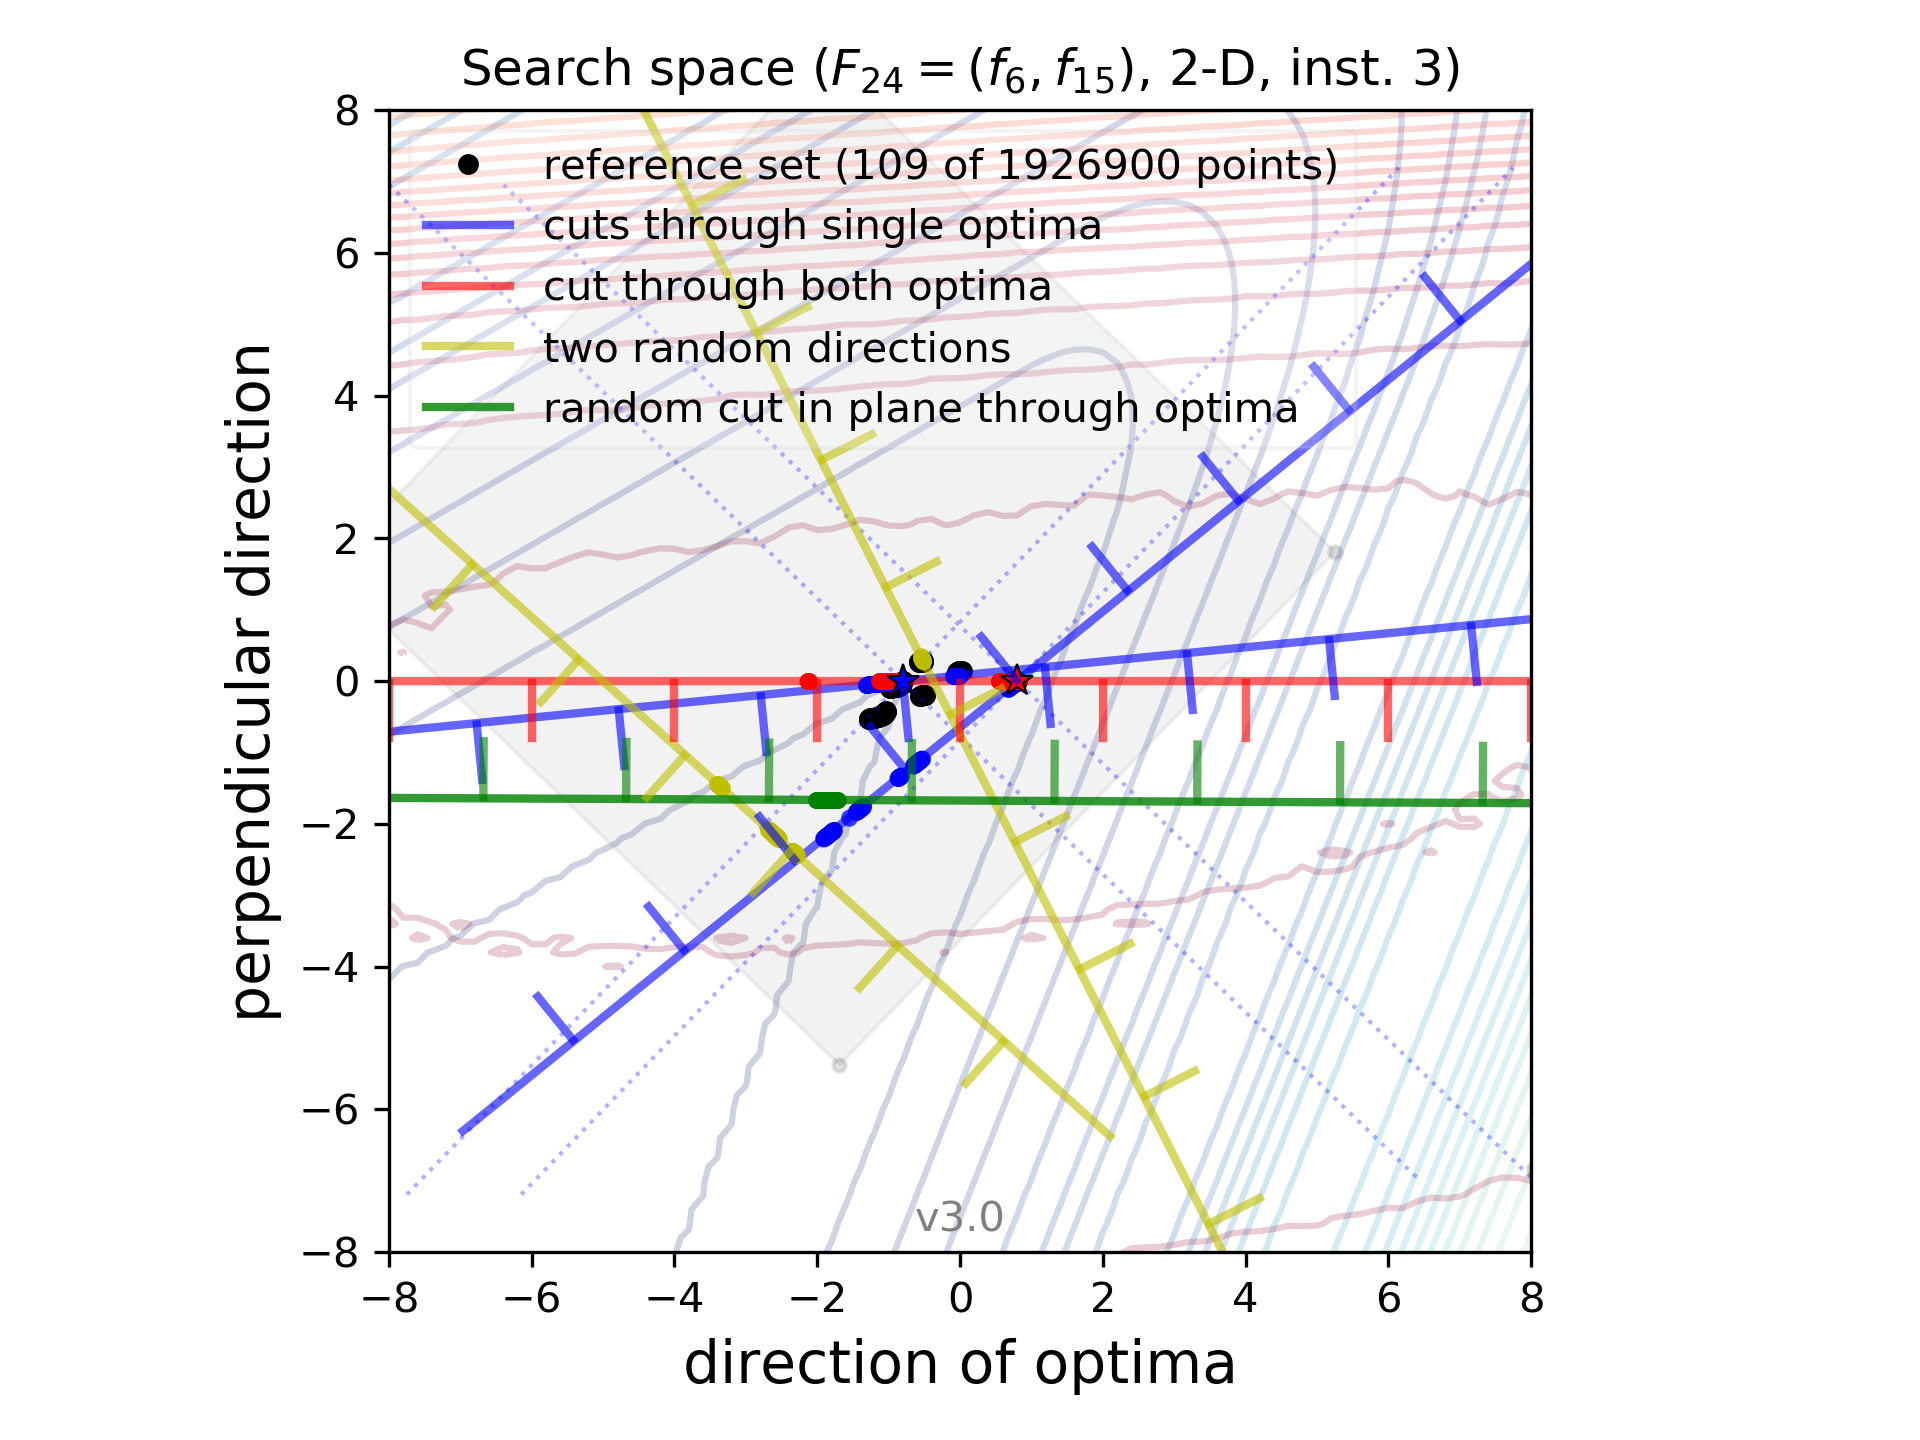 Search space (F24 = (f6, f15), 2-D, inst. 3)
reference set (109 of 1926900 points)
cuts through single optima
cut through both optima
two random directions
random cut in plane through optima
8
6
4
2
0
−2
−4
−6
−8
perpendicular direction
v3.0
−8 −6 −4 −2 0 2 4 6 8
direction of optima